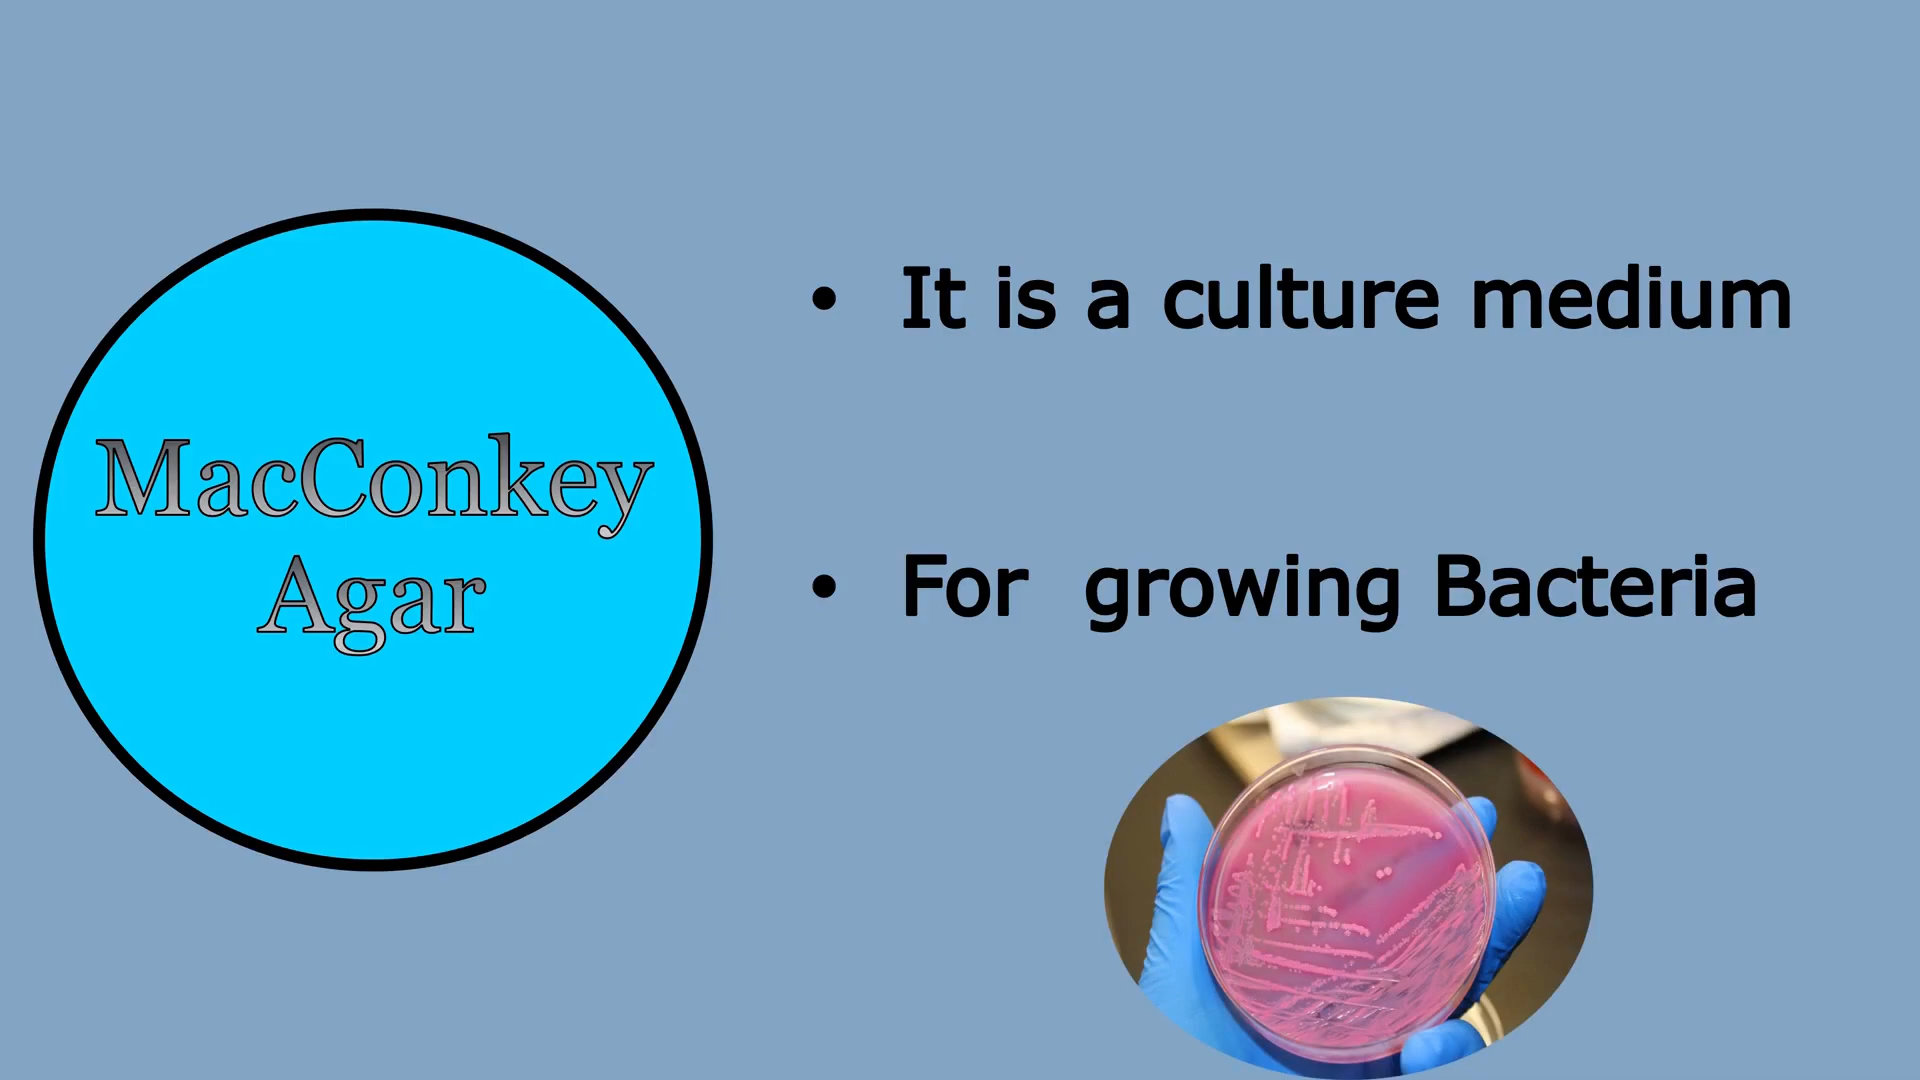 MacConkey
Agar
• It is a culture medium
• For  growing Bacteria